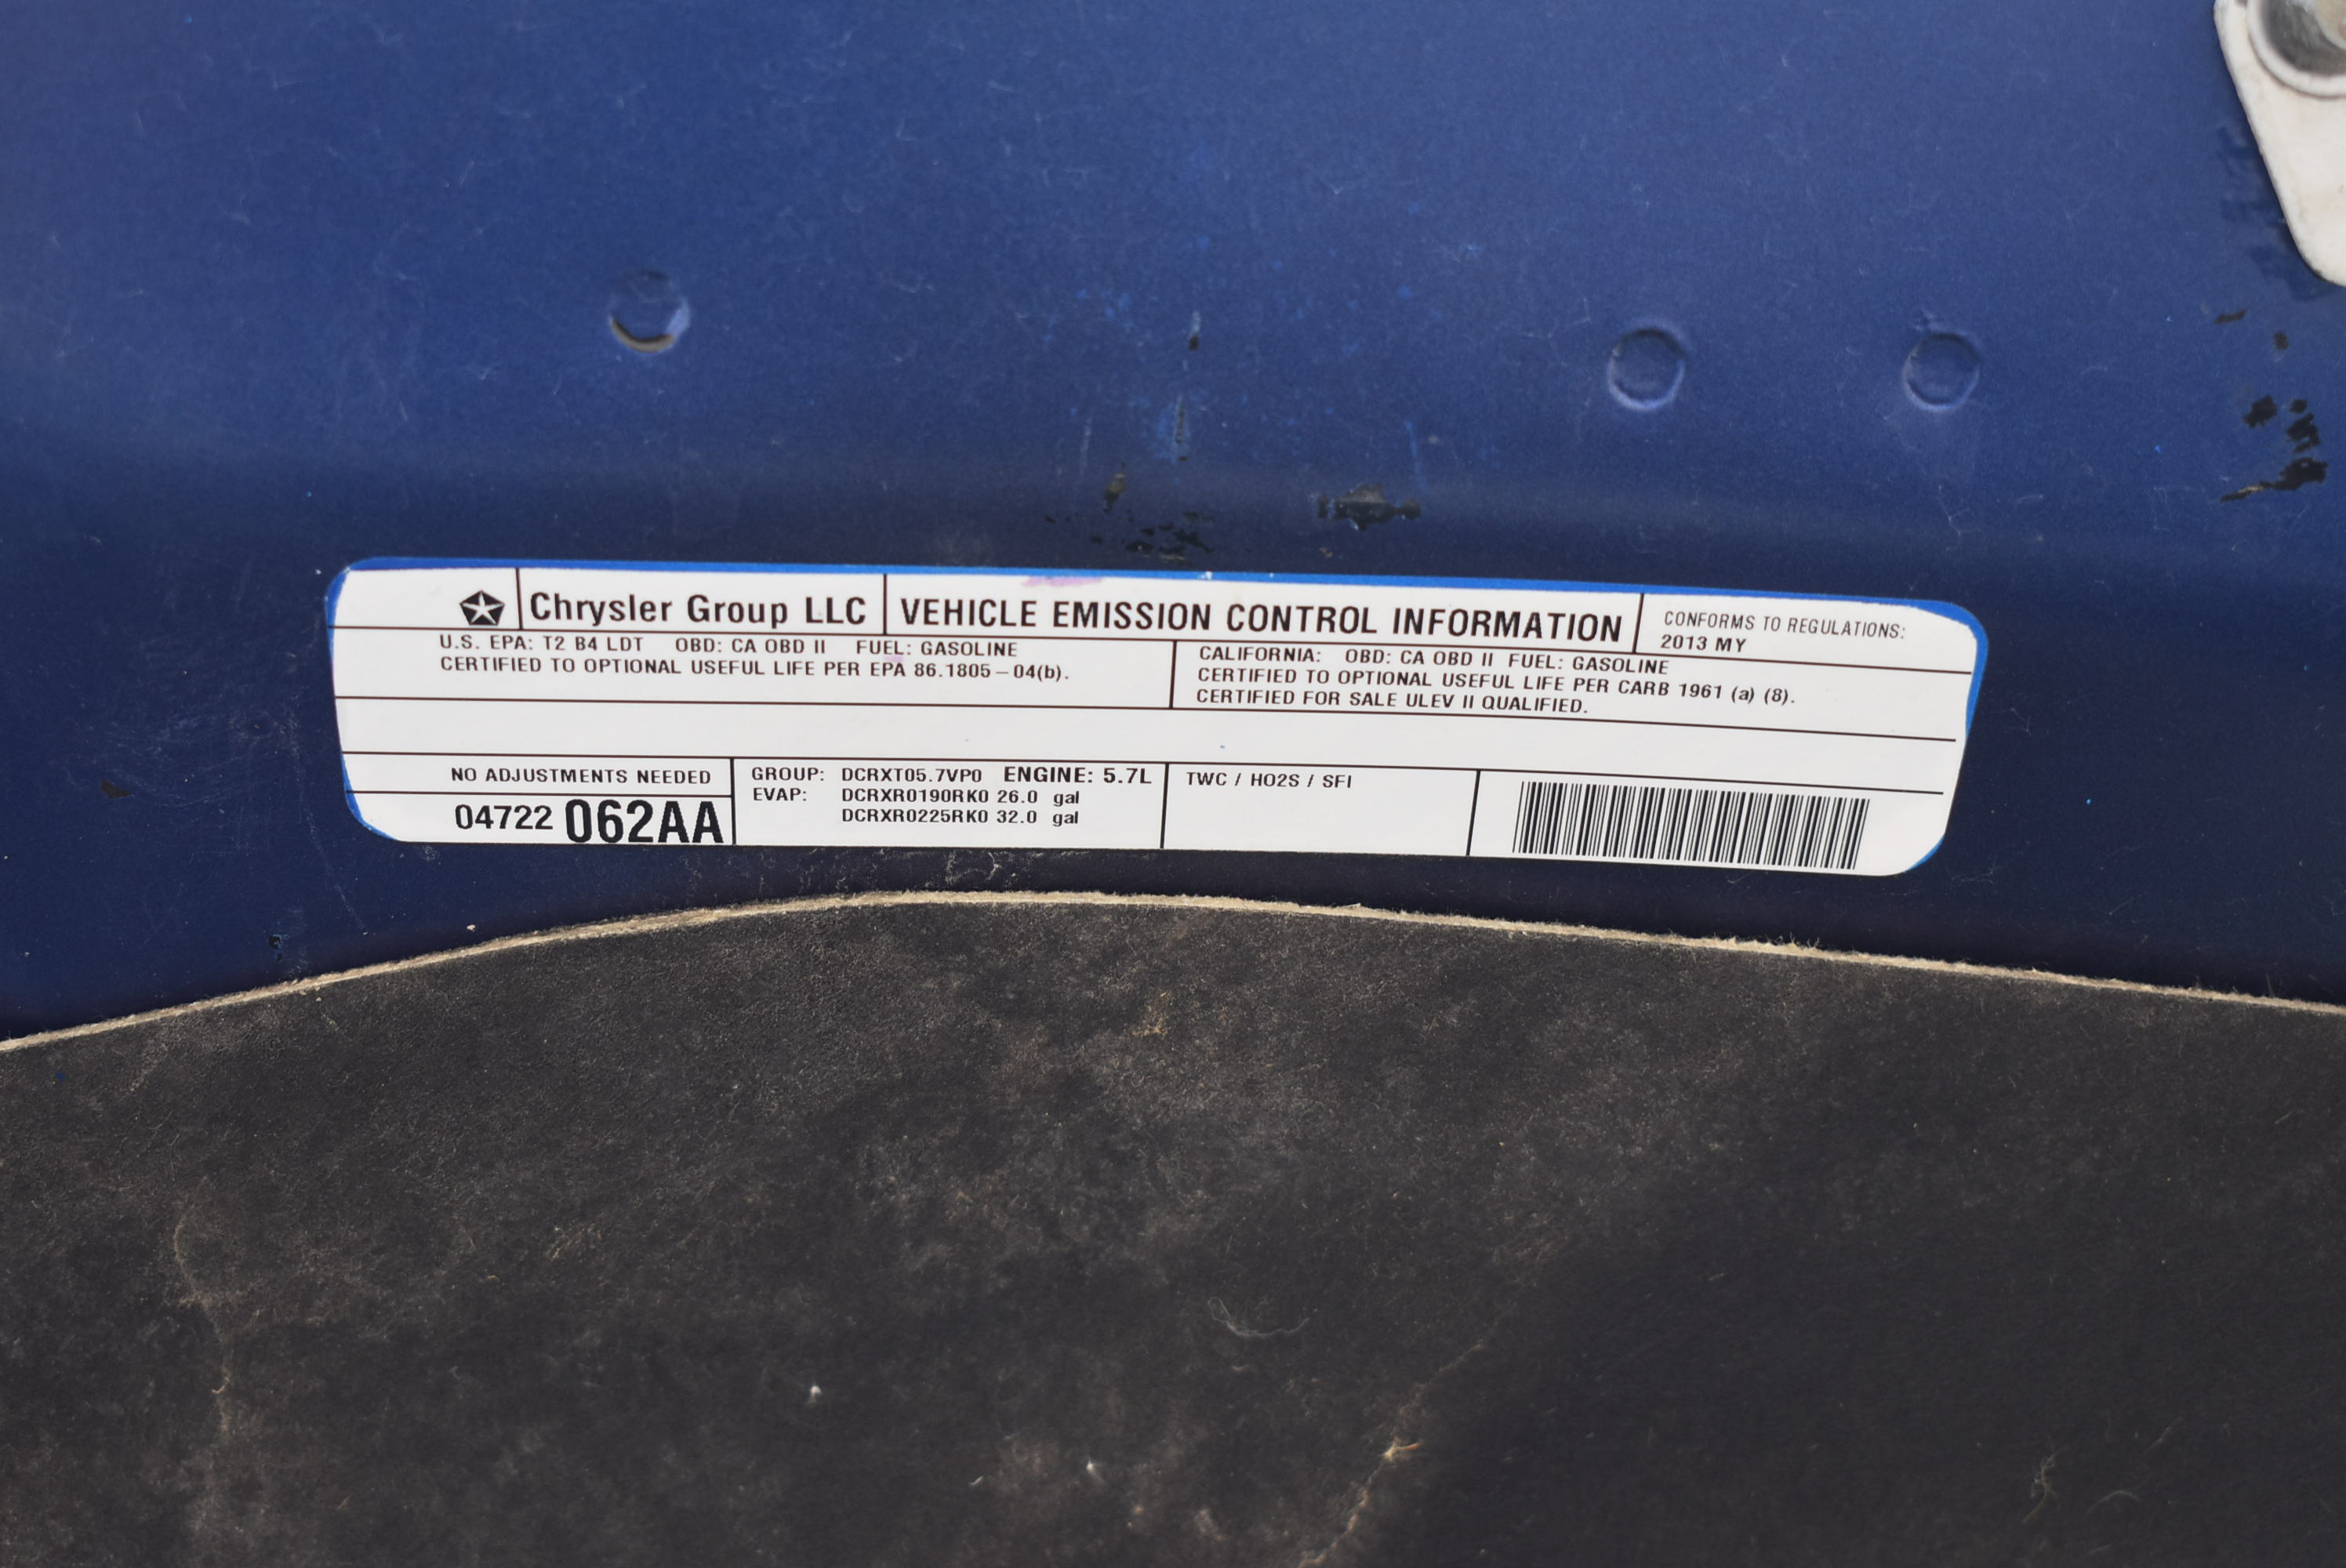 Chrysler Group LLC
VEHICLE EMISSION CONTROL INFORMATION
CONFORMS TO REGULATIONS:
2013 MY
U.S. EPA: T2 B4 LDT OBD: CA OBD II FUEL: GASOLINE
CERTIFIED TO OPTIONAL USEFUL LIFE PER EPA 86.1805–04(b).
CALIFORNIA: OBD: CA OBD II FUEL: GASOLINE
CERTIFIED TO OPTIONAL USEFUL LIFE PER CARB 1961 (a) (8).
CERTIFIED FOR SALE ULEV II QUALIFIED.
NO ADJUSTMENTS NEEDED
04722 062AA
GROUP: DCRXT05.7VP0 ENGINE: 5.7L
EVAP: DCRXR0190RK0 26.0 gal
DCRXR0225RK0 32.0 gal
TWC / HO2S / SFI